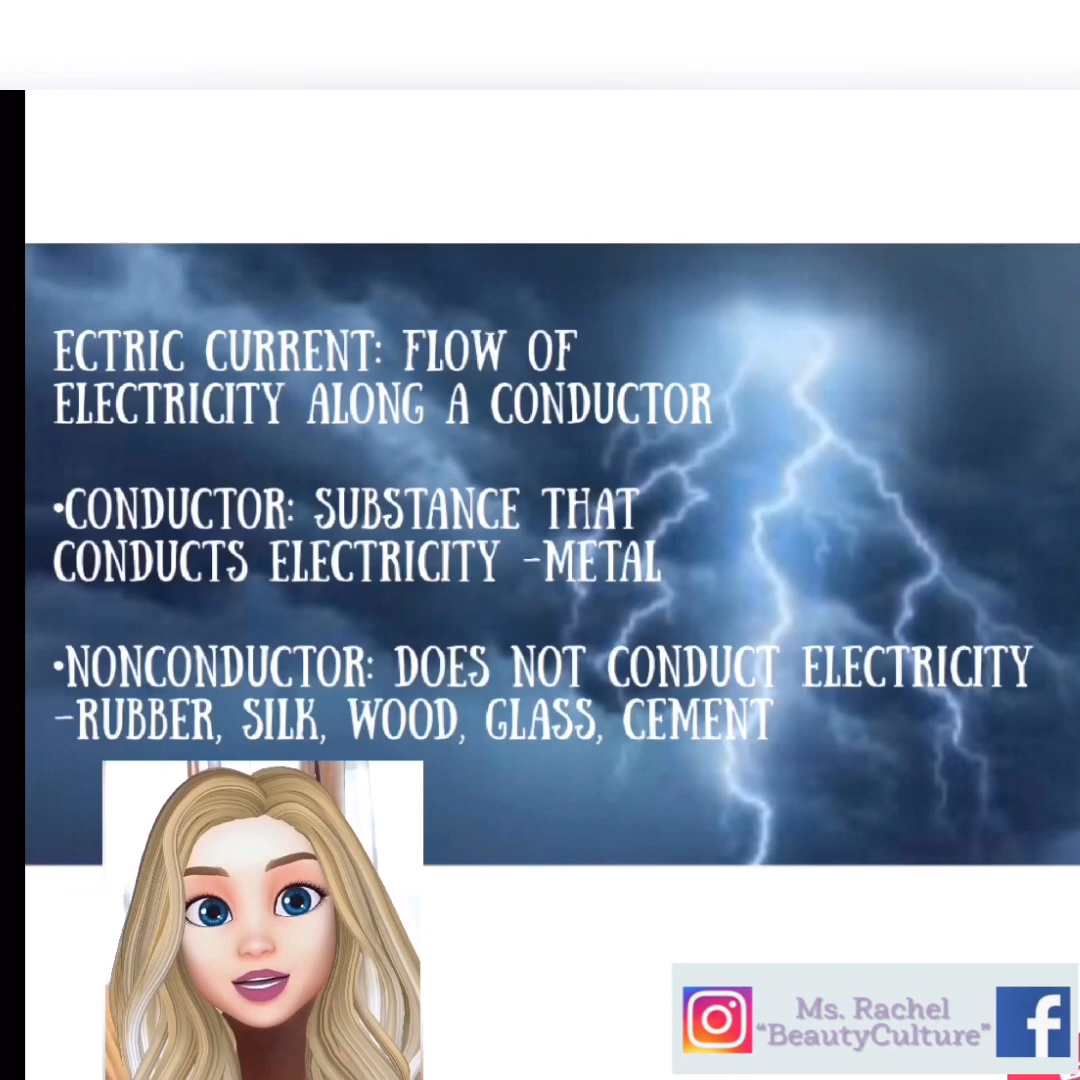 ECTRIC CURRENT: FLOW OF
ELECTRICITY ALONG A CONDUCTOR
•CONDUCTOR: SUBSTANCE THAT
CONDUCTS ELECTRICITY -METAL
•NONCONDUCTOR: DOES NOT CONDUCT ELECTRICITY
-RUBBER, SILK, WOOD, GLASS, CEMENT
Ms. Rachel
"BeautyCulture"